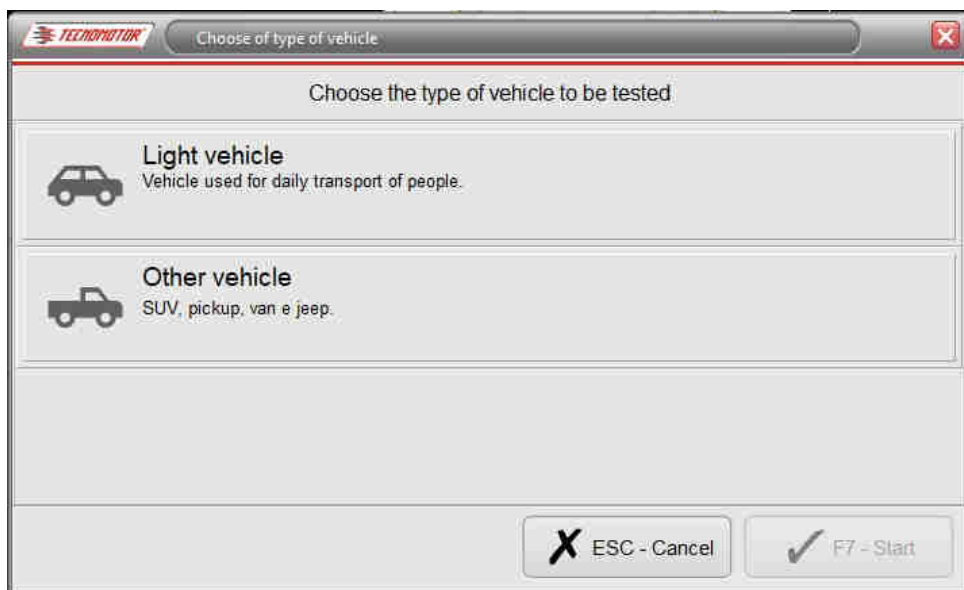 TECNOMOTOR
Choose of type of vehicle
Choose the type of vehicle to be tested
Light vehicle
Vehicle used for daily transport of people.
Other vehicle
SUV, pickup, van e jeep.
ESC - Cancel
F7 - Start